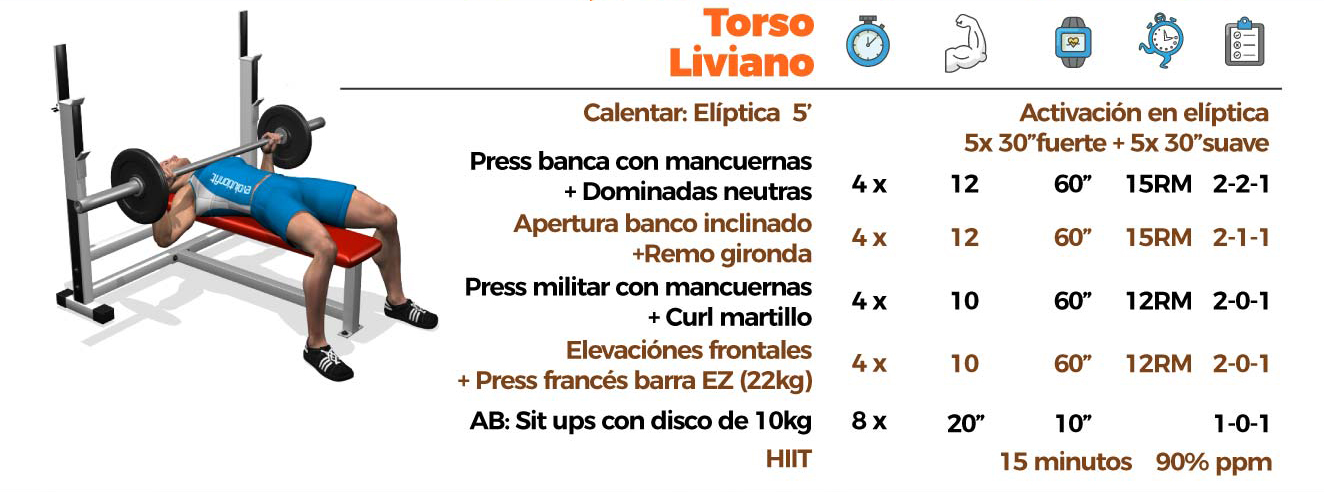 Torso
Liviano
Calentar: Elíptica 5’
Activación en elíptica
5x 30”fuerte + 5x 30”suave
Press banca con mancuernas
+ Dominadas neutras
4 x 12 60” 15RM 2-2-1
Apertura banco inclinado
+Remo gironda
4 x 12 60” 15RM 2-1-1
Press militar con mancuernas
+ Curl martillo
4 x 10 60” 12RM 2-0-1
Elevaciónes frontales
+ Press francés barra EZ (22kg)
4 x 10 60” 12RM 2-0-1
AB: Sit ups con disco de 10kg 8 x 20” 10” 1-0-1
HIIT 15 minutos 90% ppm
evolutionfit